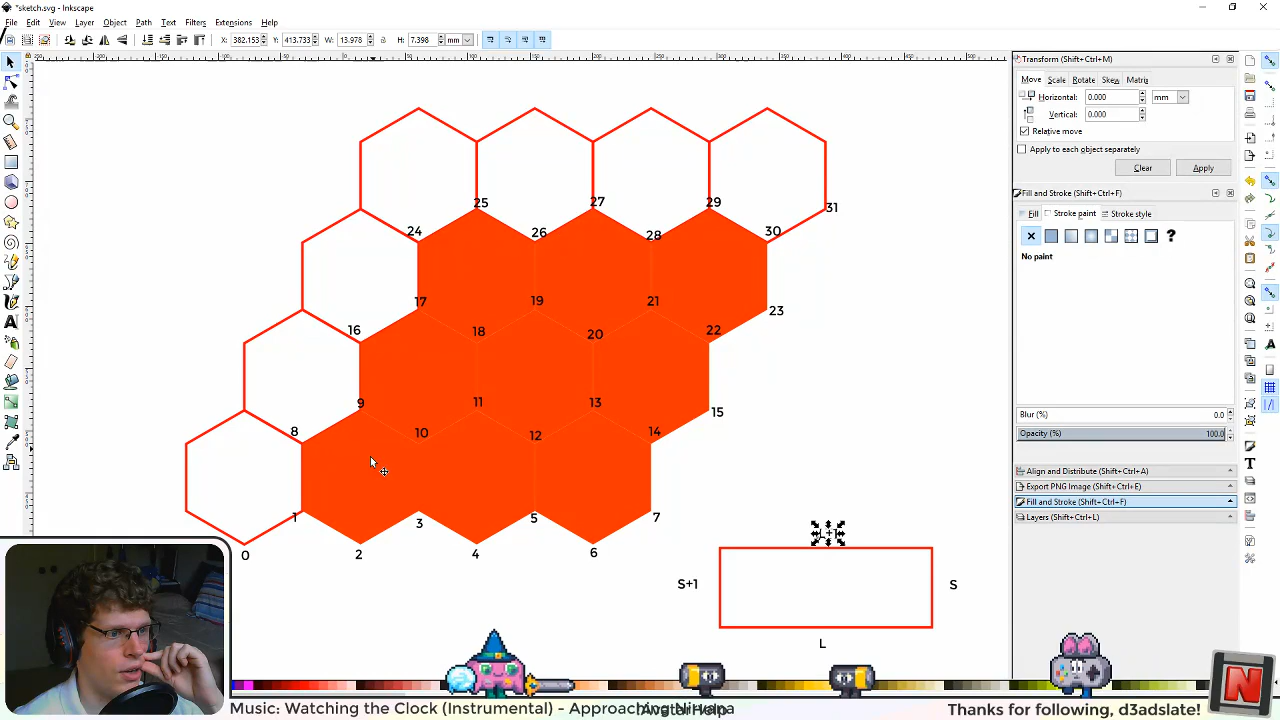 *sketch.svg - Inkscape
File Edit View Layer Object Path Text Filters Extensions Help
X: 382.153 Y: 413.733 W: 13.978 H: 7.398 mm
Transform (Shift+Ctrl+M)
Move Scale Rotate Skew Matrix
Horizontal: 0.000 mm
Vertical: 0.000
Relative move
Apply to each object separately
Clear Apply
Fill and Stroke (Shift+Ctrl+F)
Fill Stroke paint Stroke style
?
No paint
Blur (%) 0.0
Opacity (%) 100.0
Align and Distribute (Shift+Ctrl+A)
Export PNG Image (Shift+Ctrl+E)
Fill and Stroke (Shift+Ctrl+F)
Layers (Shift+Ctrl+L)
25 27 29 31
24 26 28 30
17 19 21 23
16 18 20 22
9 11 13 15
8 10 12 14
1 3 5 7
0 2 4 6
S+1 S
L
Music: Watching the Clock (Instrumental) - Approaching Nirvana
AvatarHelp
Thanks for following, d3adslate!
N